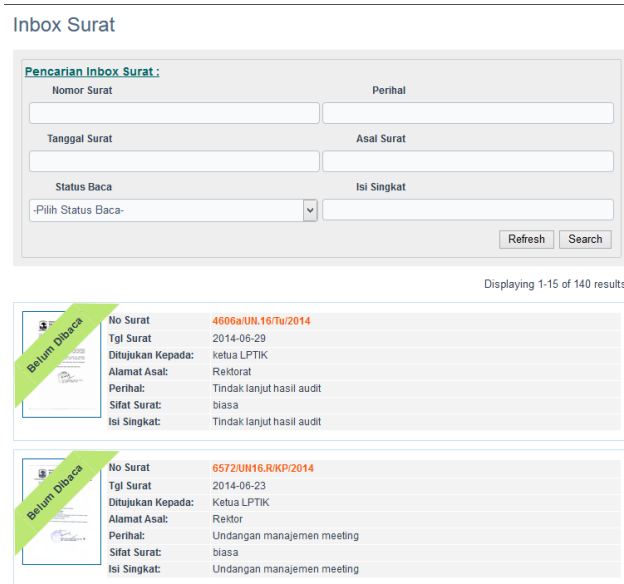 Inbox Surat
Pencarian Inbox Surat :
Nomor Surat Perihal
Tanggal Surat Asal Surat
Status Baca Isi Singkat
-Pilih Status Baca-
Refresh Search
Displaying 1-15 of 140 results
Belum Dibaca
No Surat 4606a/UN.16/Tu/2014
Tgl Surat 2014-06-29
Ditujukan Kepada: ketua LPTIK
Alamat Asal: Rektorat
Perihal: Tindak lanjut hasil audit
Sifat Surat: biasa
Isi Singkat: Tindak lanjut hasil audit
Belum Dibaca
No Surat 6572/UN16.R/KP/2014
Tgl Surat 2014-06-23
Ditujukan Kepada: Ketua LPTIK
Alamat Asal: Rektor
Perihal: Undangan manajemen meeting
Sifat Surat: biasa
Isi Singkat: Undangan manajemen meeting